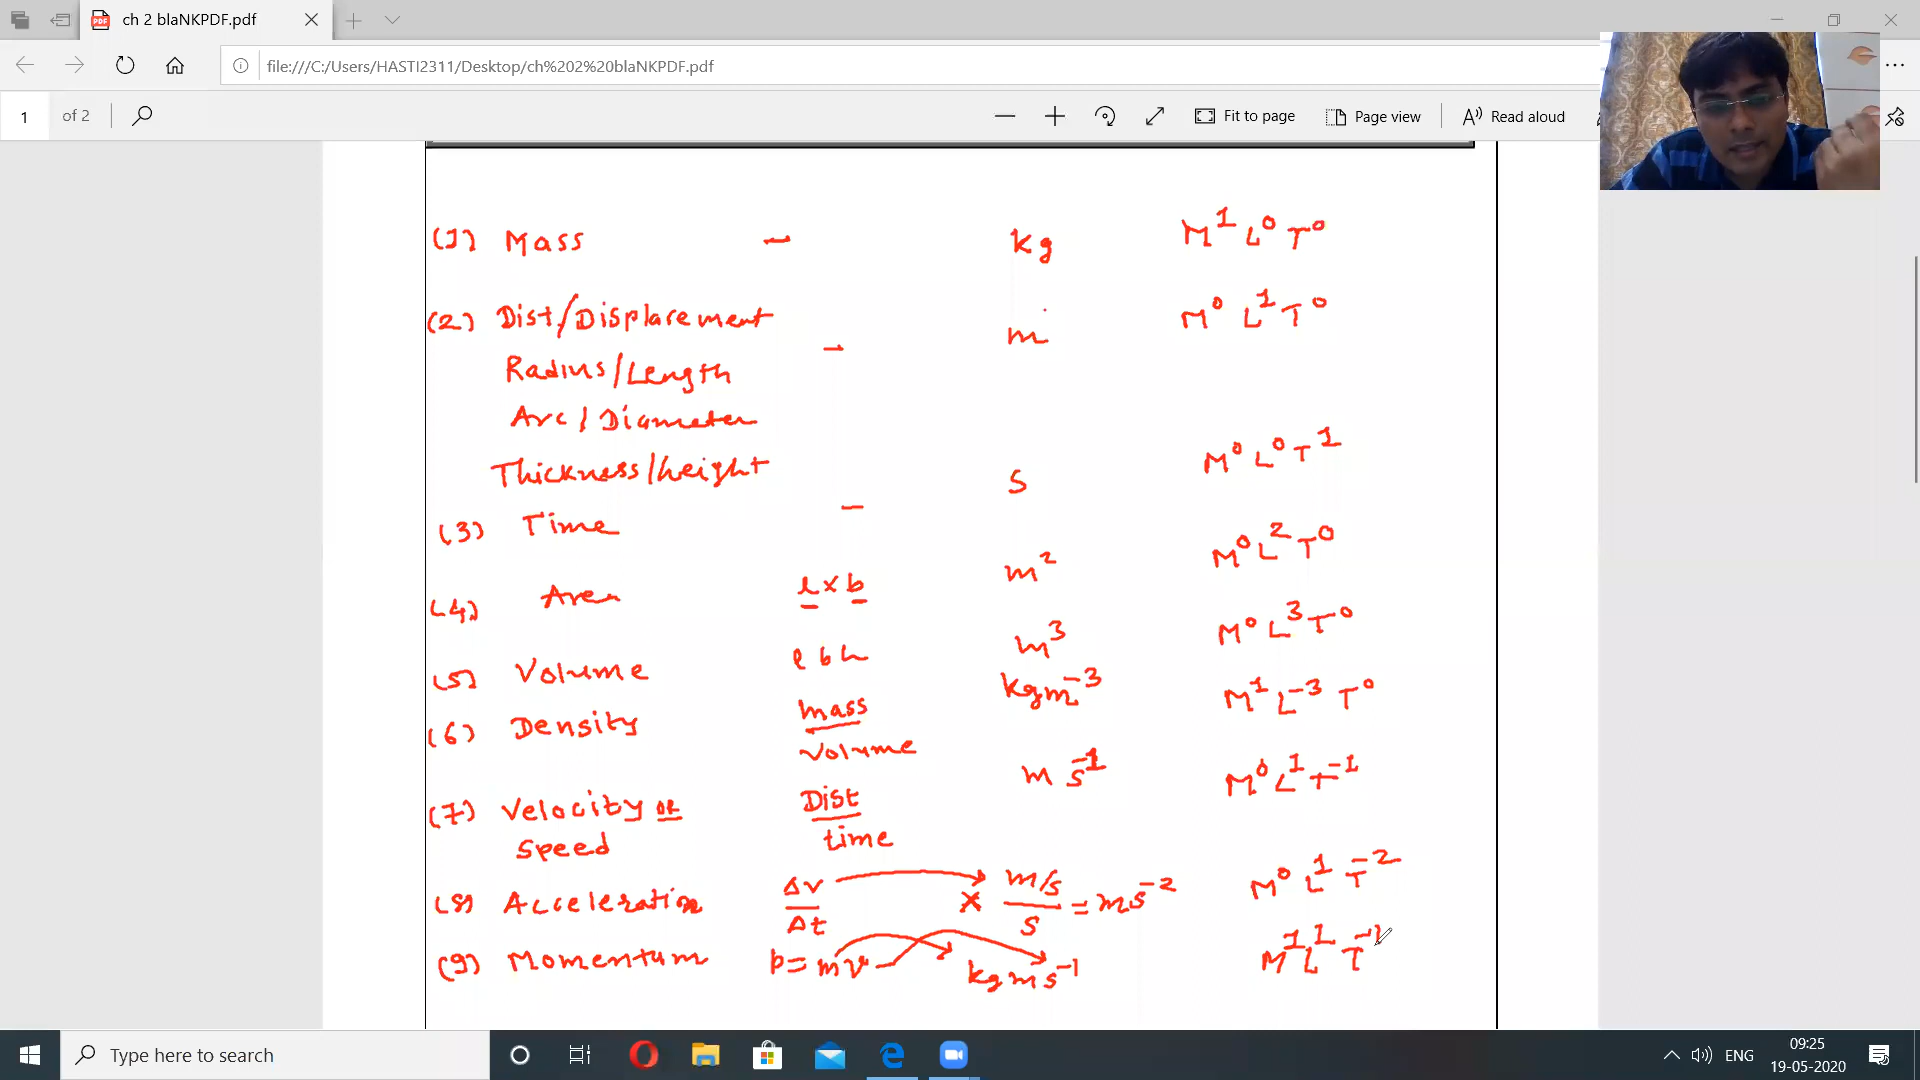 ch 2 blaNKPDF.pdf
file:///C:/Users/HASTI2311/Desktop/ch%202%20blaNKPDF.pdf
1 of 2 Fit to page Page view Read aloud
(1) Mass – kg M¹ L⁰ T⁰
(2) Dist/Displacement m M⁰ L¹ T⁰
Radius/Length –
Arc/Diameter
Thickness/height s M⁰ L⁰ T¹
(3) Time –
(4) Area l×b m² M⁰ L² T⁰
(5) Volume lbh m³ M⁰ L³ T⁰
(6) Density mass/volume kgm⁻³ M¹ L⁻³ T⁰
(7) Velocity or speed Dist/time m s⁻¹ M⁰ L¹ T⁻¹
(8) Acceleration Δv/Δt × m/s/s = ms⁻² M⁰ L¹ T⁻²
(9) Momentum p = mv kgms⁻¹ M¹ L¹ T⁻¹
Type here to search
ENG
09:25
19-05-2020